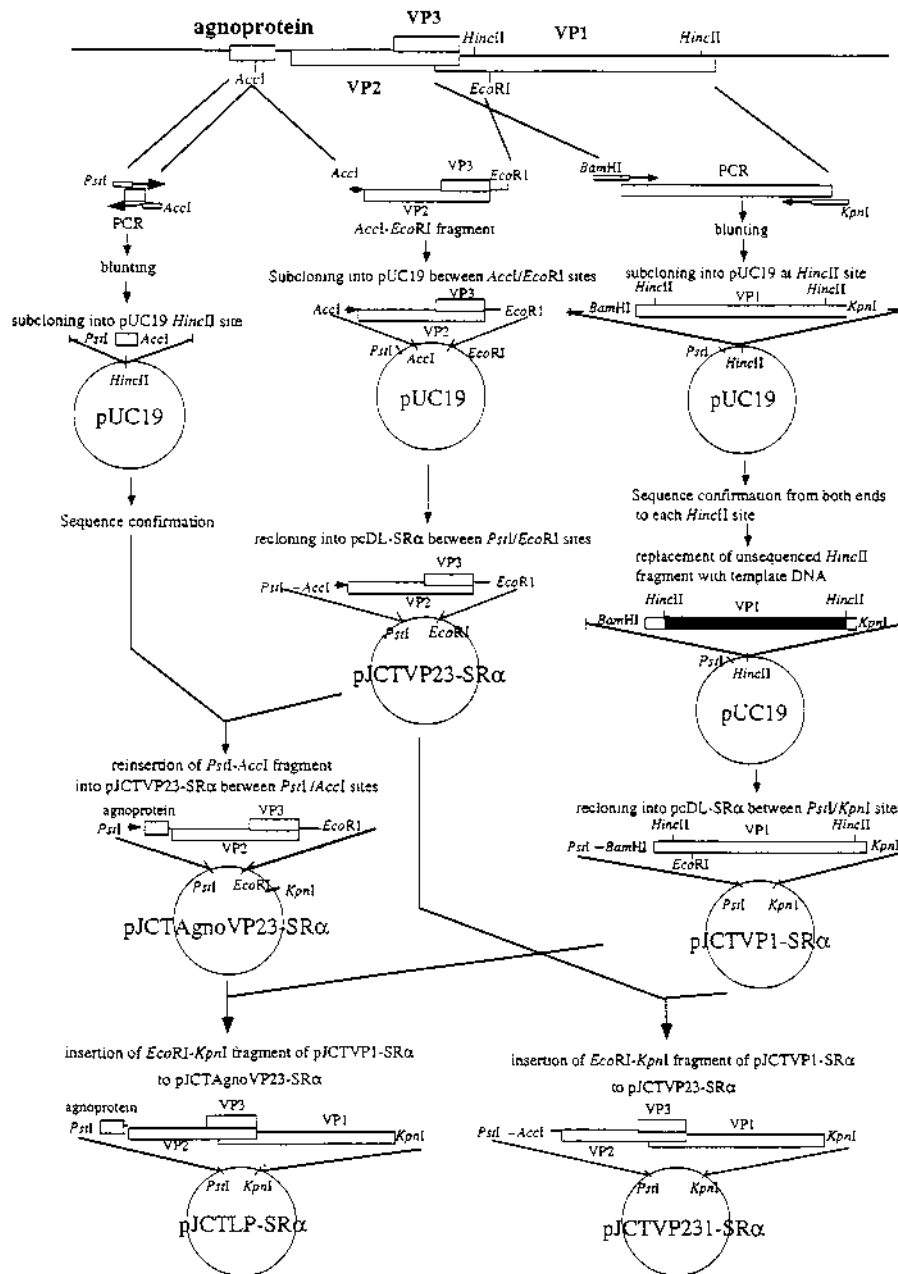 agnoprotein
VP3
HincII
VP1
HincII
AccI
VP2
EcoRI
PstI
AccI
PCR
blunting
subcloning into pUC19 HincII site
PstI
AccI
HincII
pUC19
Sequence confirmation
AccI
VP3
EcoRI
VP2
AccI-EcoRI fragment
Subcloning into pUC19 between AccI/EcoRI sites
AccI
VP3
EcoRI
VP2
PstI
AccI
EcoRI
pUC19
recloning into pcDL-SRα between PstI/EcoRI sites
PstI -AccI
VP3
EcoRI
VP2
PstI
EcoRI
pJCTVP23-SRα
BamHI
PCR
KpnI
blunting
subcloning into pUC19 at HincII site
HincII
VP1
HincII
BamHI
KpnI
PstI
HincII
pUC19
Sequence confirmation from both ends
to each HincII site
replacement of unsequenced HincII
fragment with template DNA
HincII
VP1
HincII
BamHI
KpnI
PstI
HincII
pUC19
reinsertion of PstI-AccI fragment
into pJCTVP23-SRα between PstI/AccI sites
agnoprotein
VP3
PstI
EcoRI
VP2
PstI
EcoRI
KpnI
pJCTAgnoVP23-SRα
recloning into pcDL-SRα between PstI/KpnI sites
HincII
VP1
HincII
PstI -BamHI
KpnI
EcoRI
PstI
KpnI
pJCTVP1-SRα
insertion of EcoRI-KpnI fragment of pJCTVP1-SRα
to pJCTAgnoVP23-SRα
agnoprotein
VP3
VP1
PstI
KpnI
VP2
PstI
KpnI
pJCTLP-SRα
insertion of EcoRI-KpnI fragment of pJCTVP1-SRα
to pJCTVP23-SRα
VP3
VP1
PstI -AccI
KpnI
VP2
PstI
KpnI
pJCTVP231-SRα